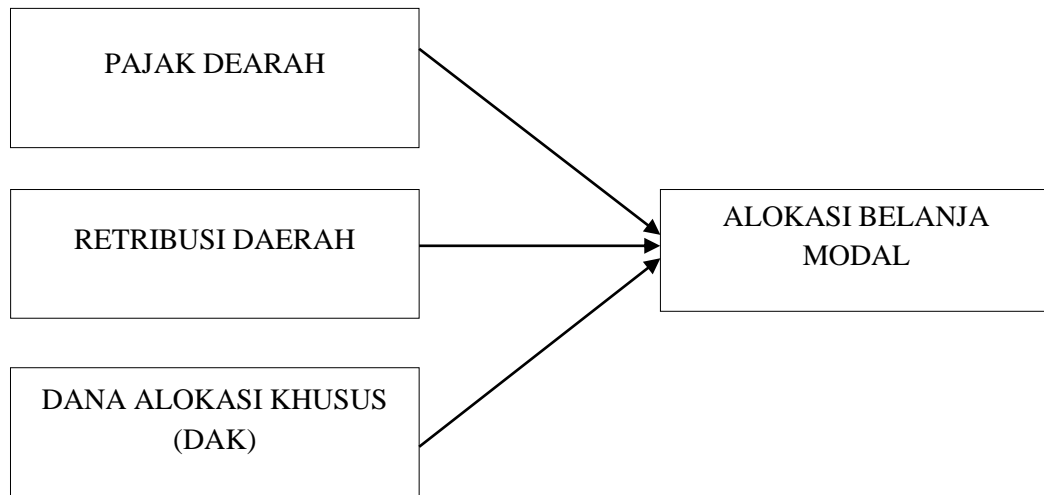 PAJAK DEARAH
RETRIBUSI DAERAH
ALOKASI BELANJA
MODAL
DANA ALOKASI KHUSUS
(DAK)